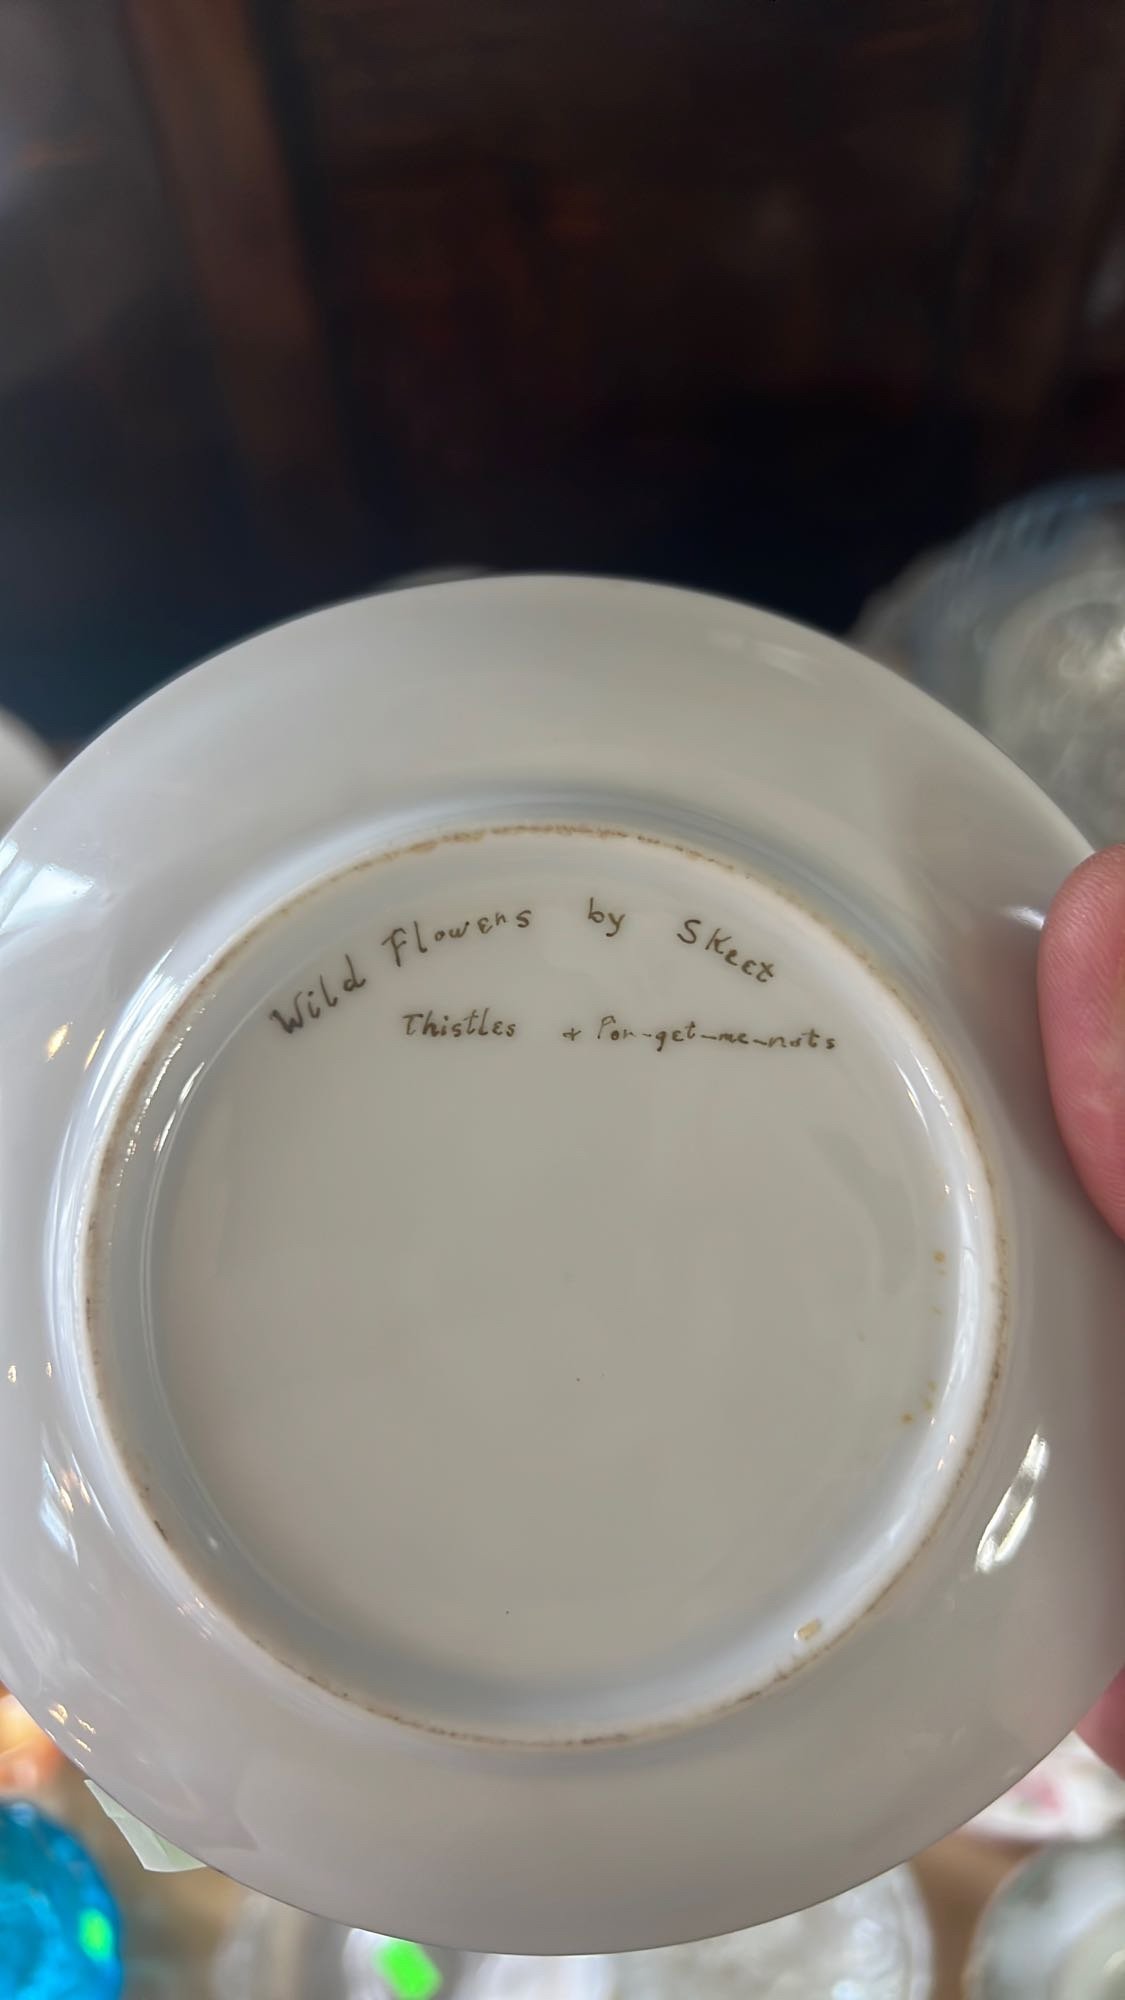 Wild Flowers by Skeet
Thistles + For-get-me-nots